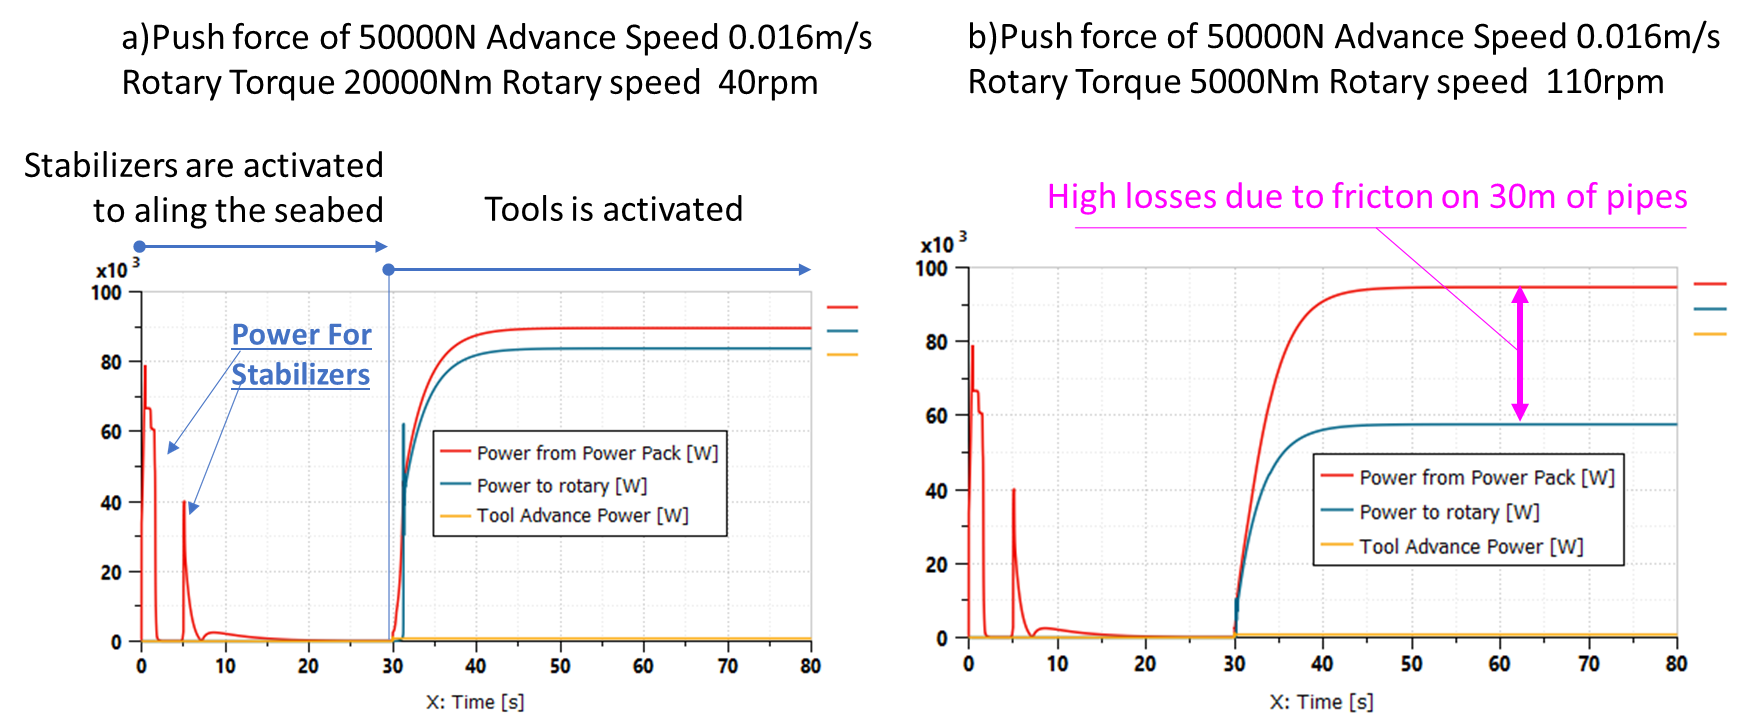 a)Push force of 50000N Advance Speed 0.016m/s
Rotary Torque 20000Nm Rotary speed 40rpm
Stabilizers are activated
to aling the seabed
Tools is activated
x10 3
100
80
60
40
20
0
0 10 20 30 40 50 60 70 80
X: Time [s]
Power For
Stabilizers
Power from Power Pack [W]
Power to rotary [W]
Tool Advance Power [W]
b)Push force of 50000N Advance Speed 0.016m/s
Rotary Torque 5000Nm Rotary speed 110rpm
High losses due to fricton on 30m of pipes
x10 3
100
80
60
40
20
0
0 10 20 30 40 50 60 70 80
X: Time [s]
Power from Power Pack [W]
Power to rotary [W]
Tool Advance Power [W]